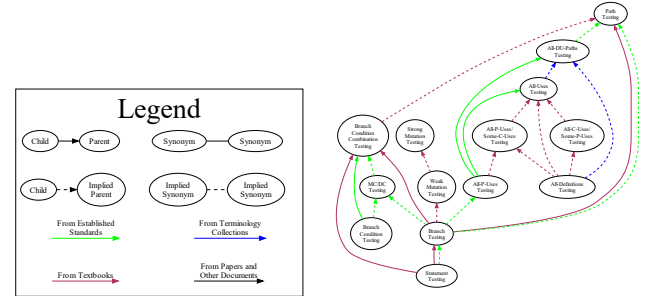 Legend
Child
Parent
Synonym
Synonym
Child
Implied
Parent
Implied
Synonym
Implied
Synonym
From Established
Standards
From Terminology
Collections
From Textbooks
From Papers and
Other Documents
Path
Testing
All-DU-Paths
Testing
All-Uses
Testing
Branch
Condition
Combination
Testing
Strong
Mutation
Testing
All-P-Uses/
Some-C-Uses
Testing
All-C-Uses/
Some-P-Uses
Testing
MC/DC
Testing
Weak
Mutation
Testing
All-P-Uses
Testing
All-Definitions
Testing
Branch
Condition
Testing
Branch
Testing
Statement
Testing